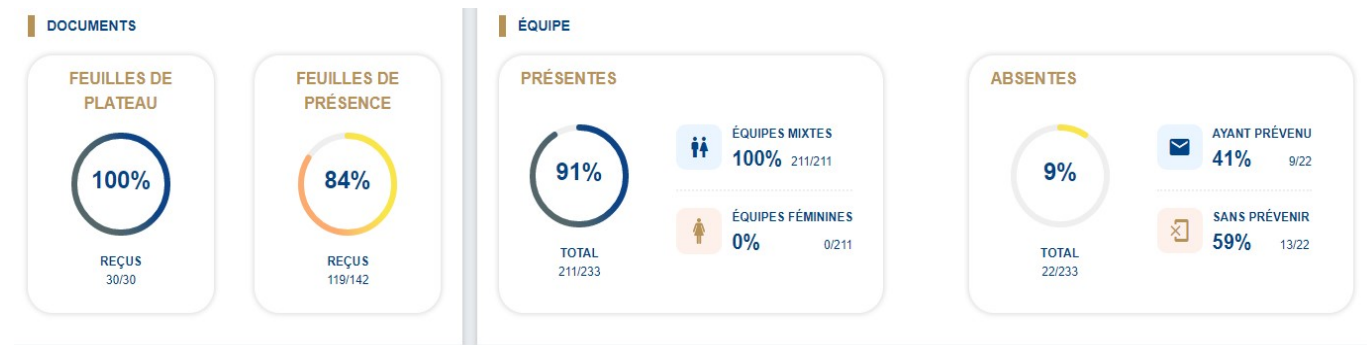 DOCUMENTS
FEUILLES DE
PLATEAU
100%
REÇUS
30/30
FEUILLES DE
PRÉSENCE
84%
REÇUS
119/142
ÉQUIPE
PRÉSENTES
91%
TOTAL
211/233
ÉQUIPES MIXTES
100% 211/211
ÉQUIPES FÉMININES
0% 0/211
ABSENTES
9%
TOTAL
22/233
AYANT PRÉVENU
41% 9/22
SANS PRÉVENIR
59% 13/22